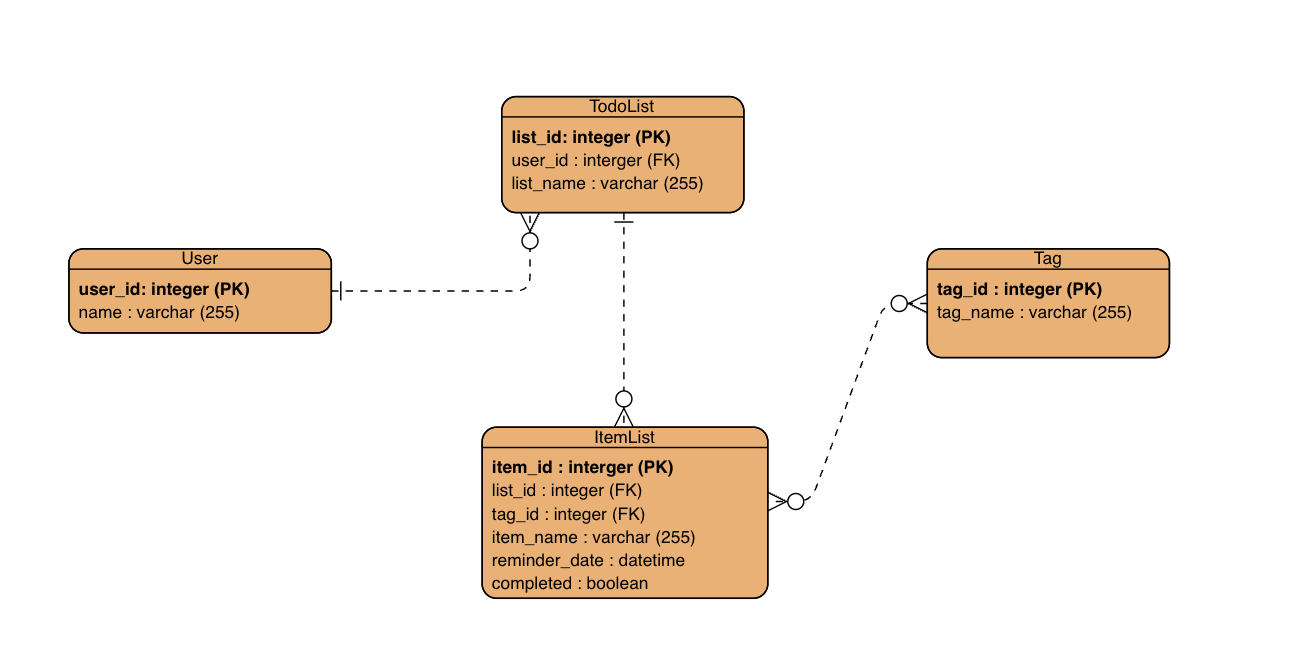 TodoList
list_id: integer (PK)
user_id : interger (FK)
list_name : varchar (255)
User
user_id: integer (PK)
name : varchar (255)
Tag
tag_id : integer (PK)
tag_name : varchar (255)
ItemList
item_id : interger (PK)
list_id : integer (FK)
tag_id : integer (FK)
item_name : varchar (255)
reminder_date : datetime
completed : boolean